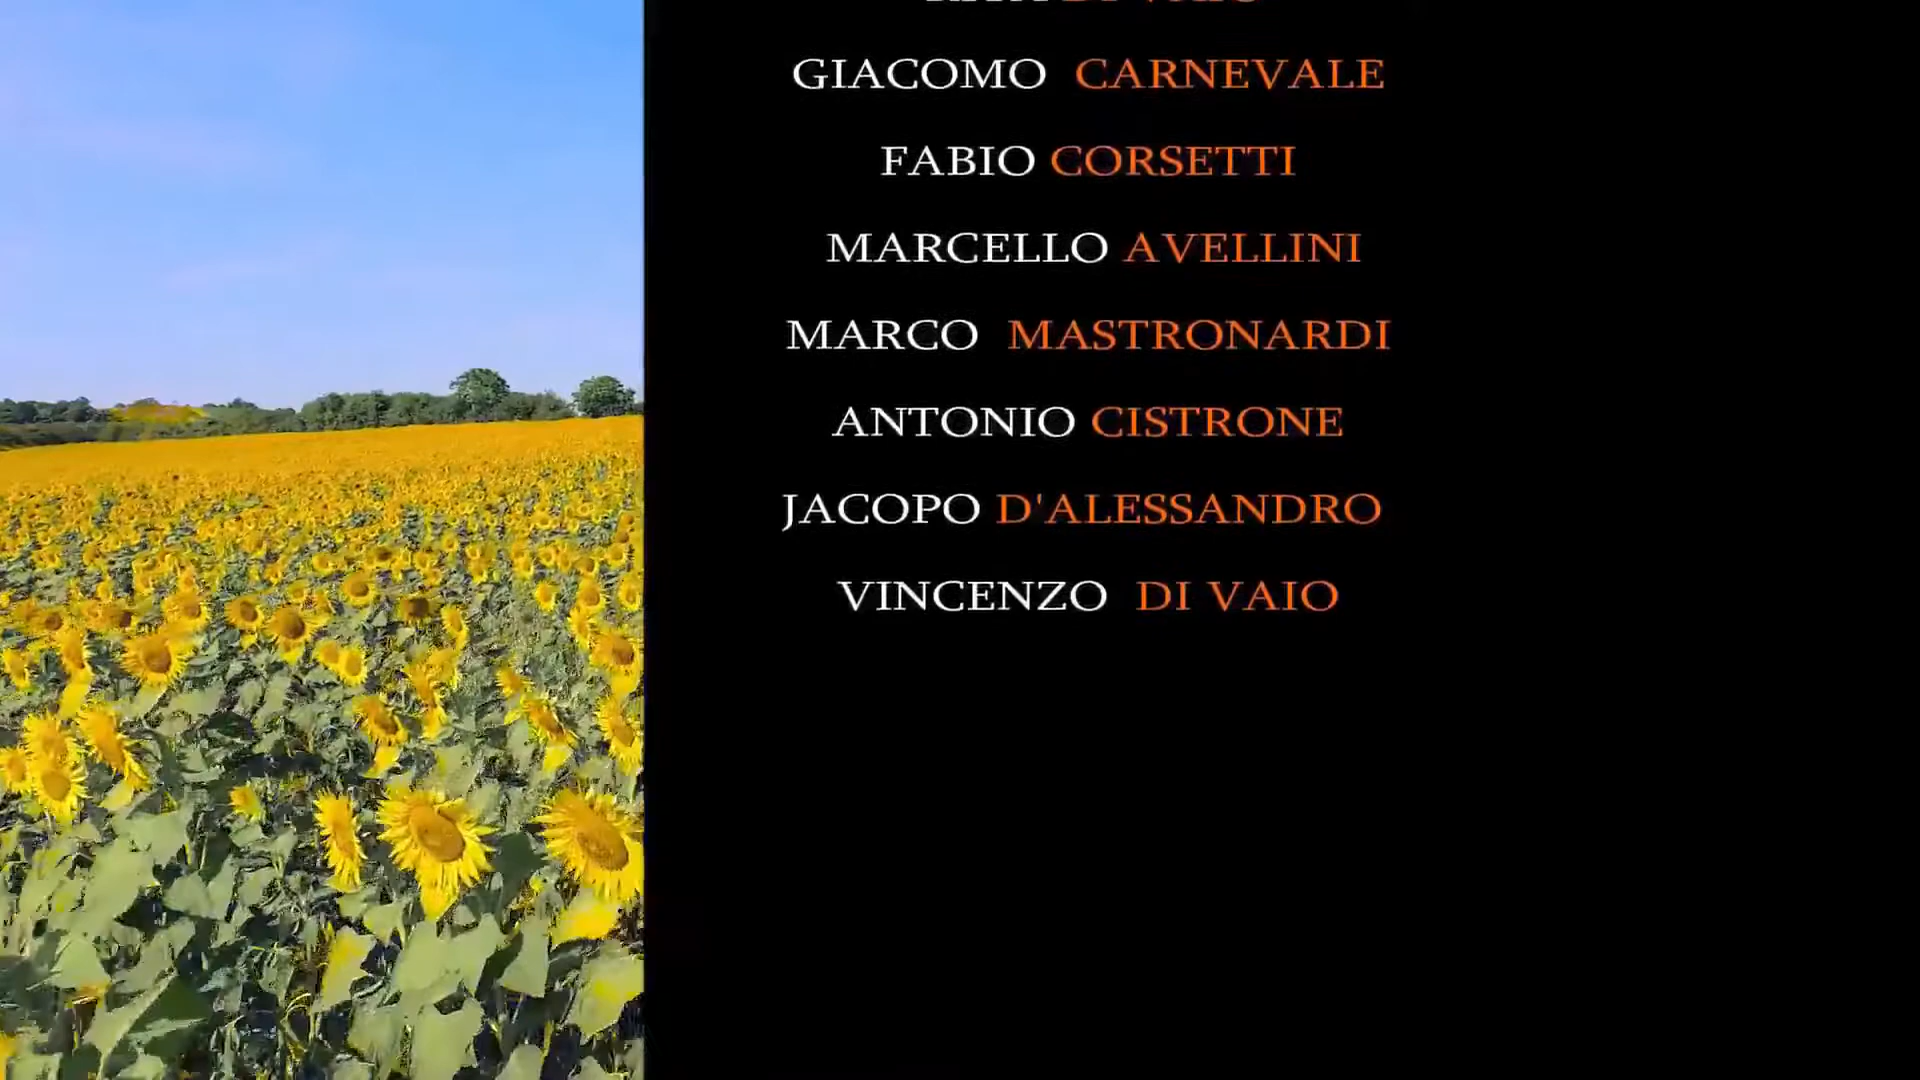 GIACOMO CARNEVALE
FABIO CORSETTI
MARCELLO AVELLINI
MARCO MASTRONARDI
ANTONIO CISTRONE
JACOPO D'ALESSANDRO
VINCENZO DI VAIO